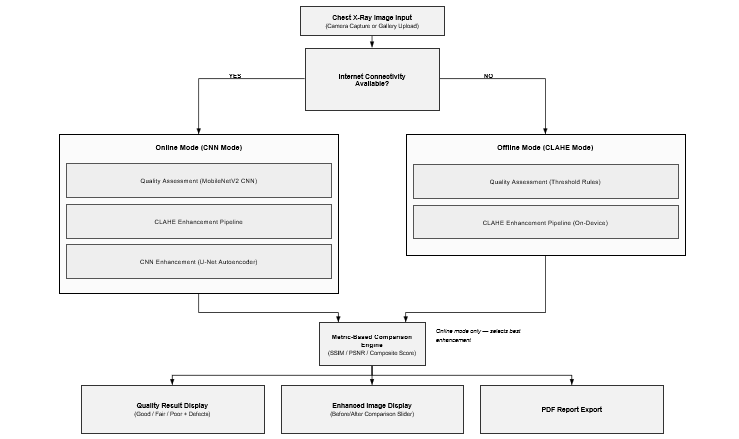 Chest X-Ray Image Input
(Camera Capture or Gallery Upload)
Internet Connectivity
Available?
YES
NO
Online Mode (CNN Mode)
Quality Assessment (MobileNetV2 CNN)
CLAHE Enhancement Pipeline
CNN Enhancement (U-Net Autoencoder)
Offline Mode (CLAHE Mode)
Quality Assessment (Threshold Rules)
CLAHE Enhancement Pipeline (On-Device)
Metric-Based Comparison
Engine
(SSIM / PSNR / Composite Score)
Online mode only — selects best
enhancement
Quality Result Display
(Good / Fair / Poor + Defects)
Enhanced Image Display
(Before/After Comparison Slider)
PDF Report Export